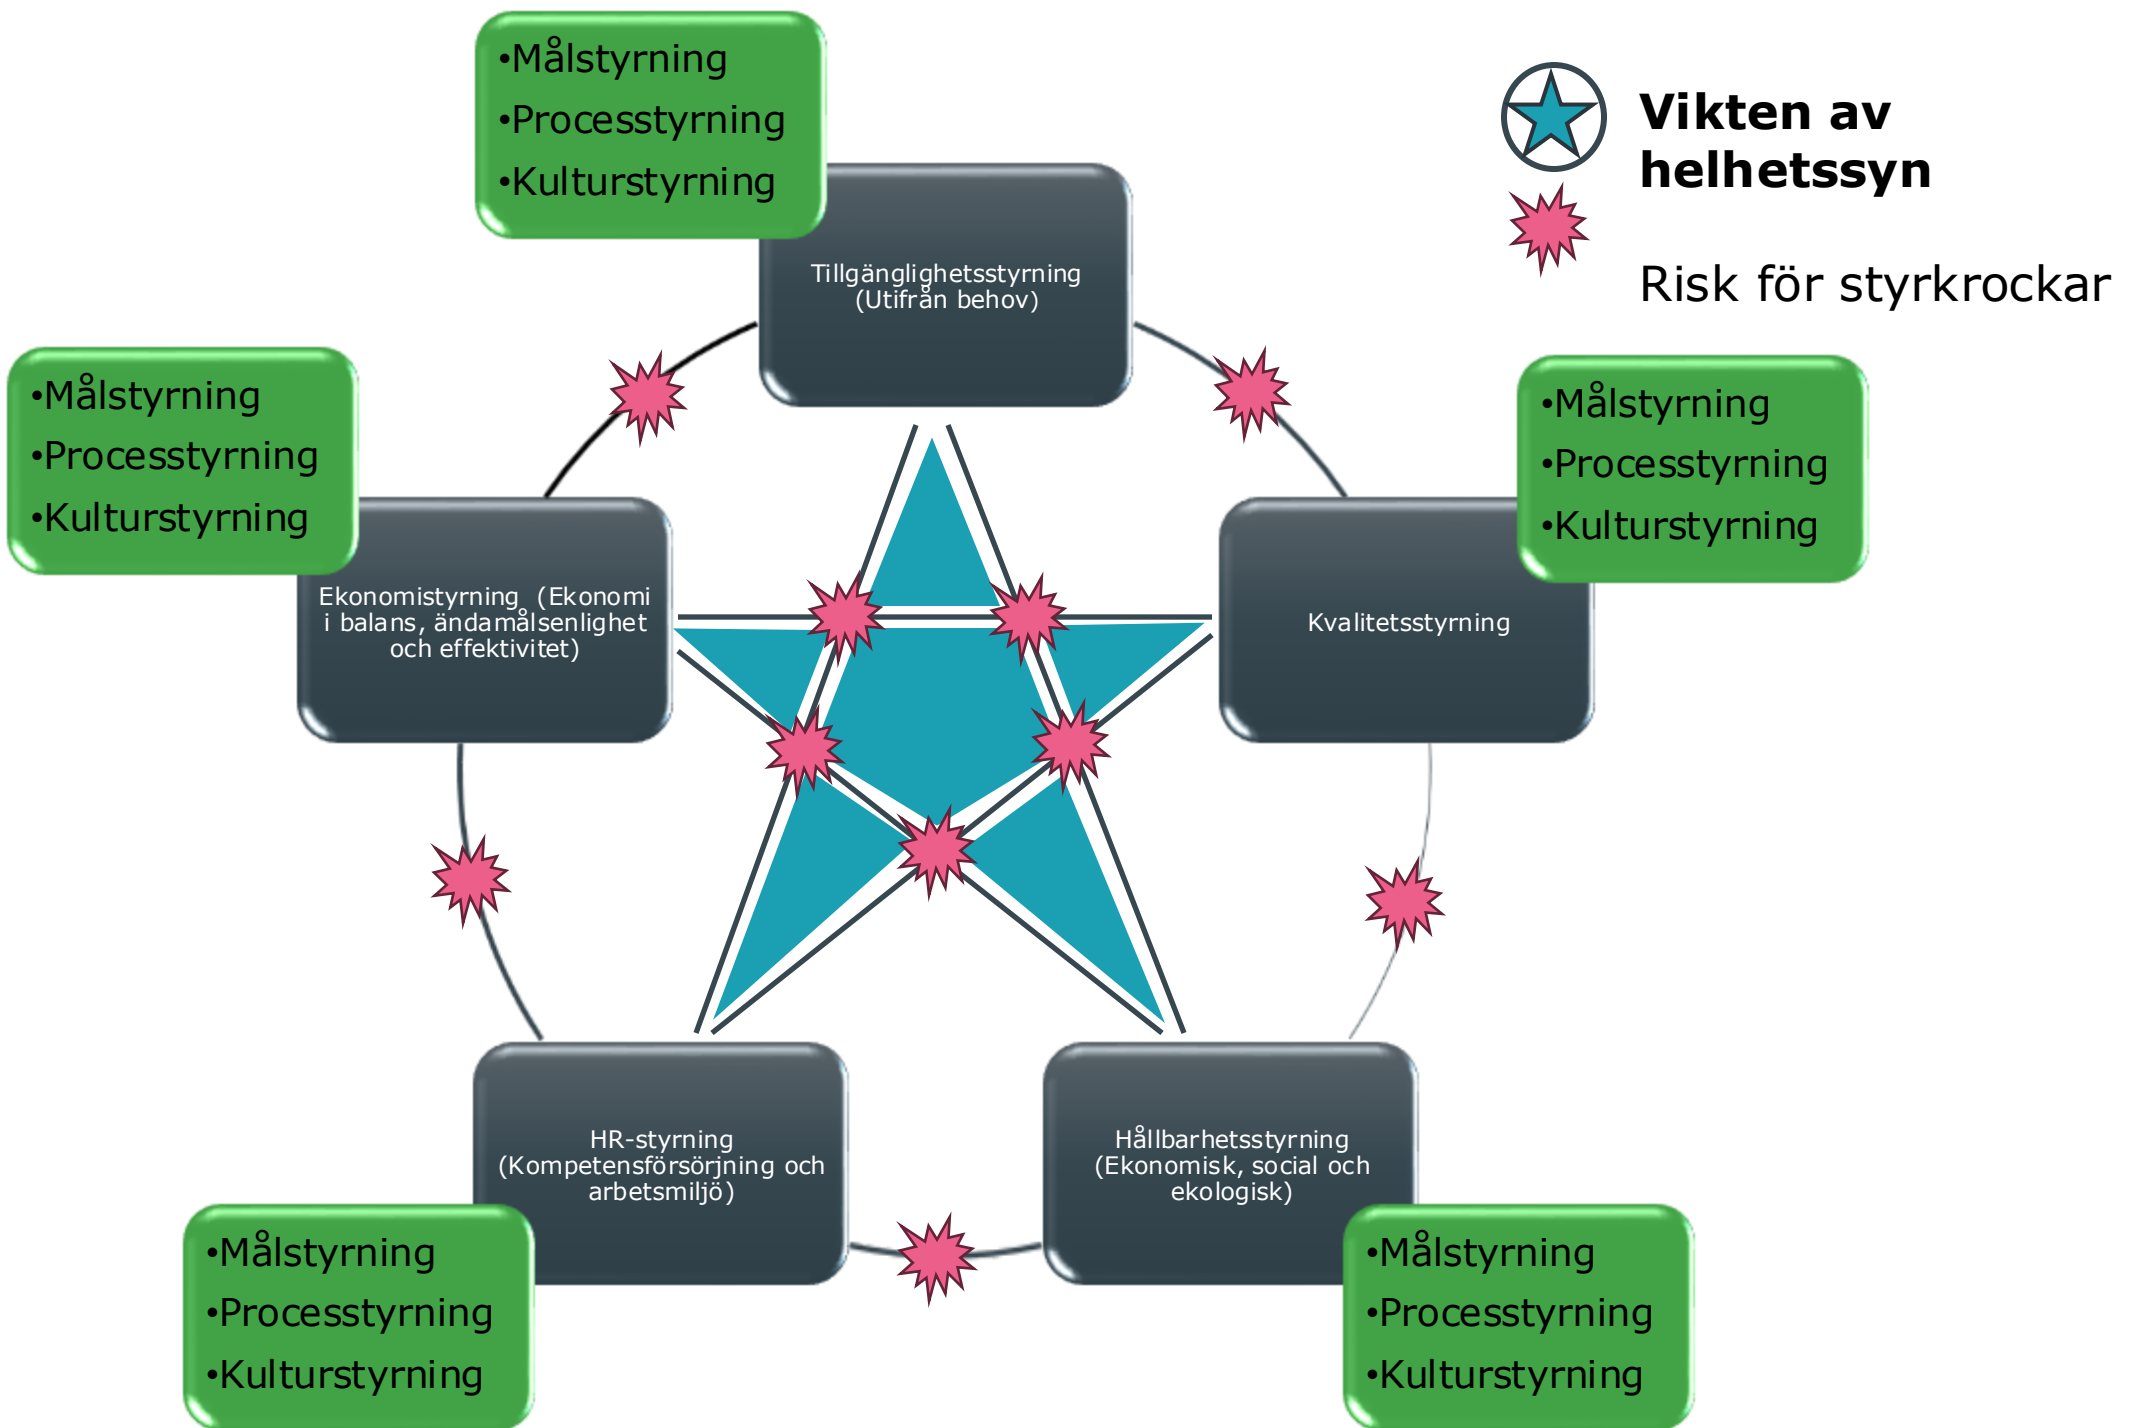 •Målstyrning
•Processtyrning
•Kulturstyrning
Tillgänglighetsstyrning
(Utifrån behov)
Vikten av
helhetssyn
Risk för styrkrockar
•Målstyrning
•Processtyrning
•Kulturstyrning
Ekonomistyrning (Ekonomi
i balans, ändamålsenlighet
och effektivitet)
•Målstyrning
•Processtyrning
•Kulturstyrning
Kvalitetsstyrning
HR-styrning
(Kompetensförsörjning och
arbetsmiljö)
•Målstyrning
•Processtyrning
•Kulturstyrning
Hållbarhetsstyrning
(Ekonomisk, social och
ekologisk)
•Målstyrning
•Processtyrning
•Kulturstyrning